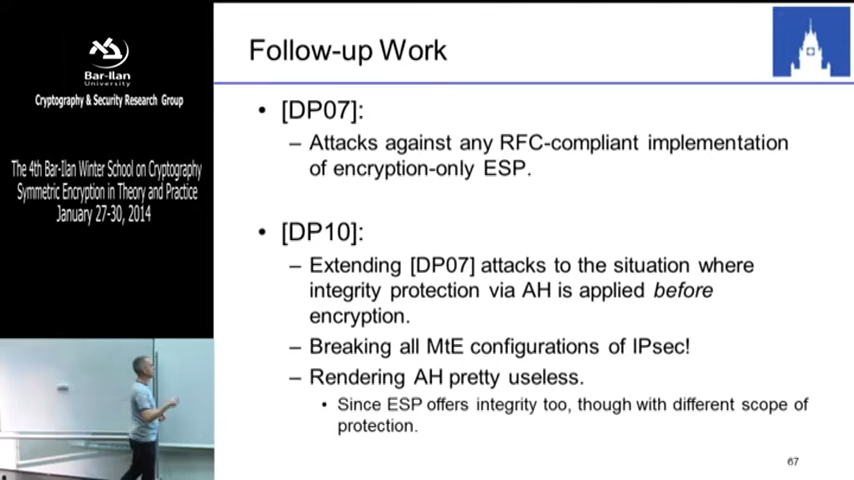 Bar-Ilan
University
Cryptography & Security Research Group
The 4th Bar-Ilan Winter School on Cryptography
Symmetric Encryption in Theory and Practice
January 27-30, 2014
Follow-up Work
• [DP07]:
– Attacks against any RFC-compliant implementation
of encryption-only ESP.
• [DP10]:
– Extending [DP07] attacks to the situation where
integrity protection via AH is applied before
encryption.
– Breaking all MtE configurations of IPsec!
– Rendering AH pretty useless.
• Since ESP offers integrity too, though with different scope of
protection.
67